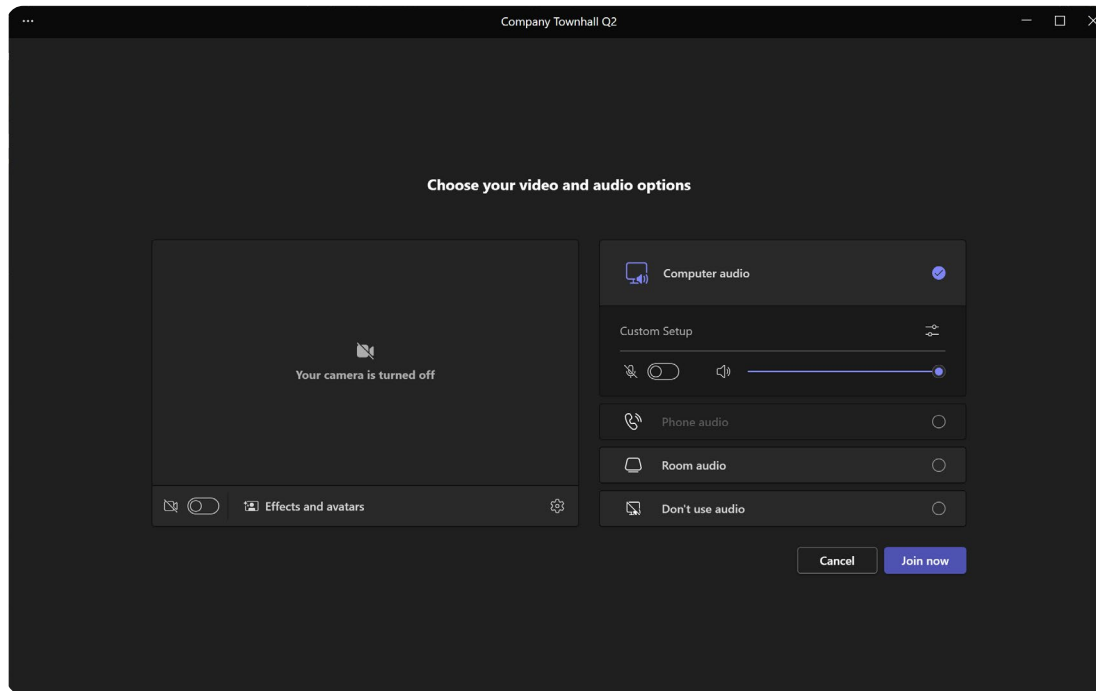 Company Townhall Q2
Choose your video and audio options
Your camera is turned off
Effects and avatars
Computer audio
Custom Setup
Phone audio
Room audio
Don't use audio
Cancel
Join now